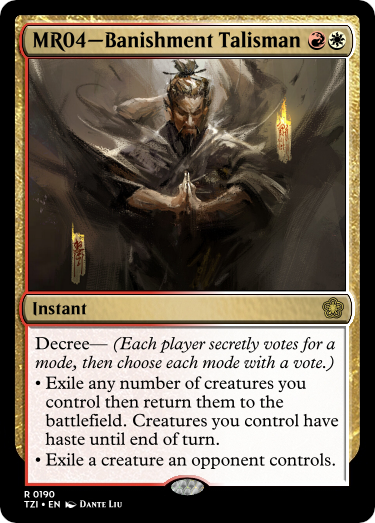 MR04—Banishment Talisman
Instant
Decree— (Each player secretly votes for a
mode, then choose each mode with a vote.)
• Exile any number of creatures you
control then return them to the
battlefield. Creatures you control have
haste until end of turn.
• Exile a creature an opponent controls.
R 0190
TZI • EN DANTE LIU